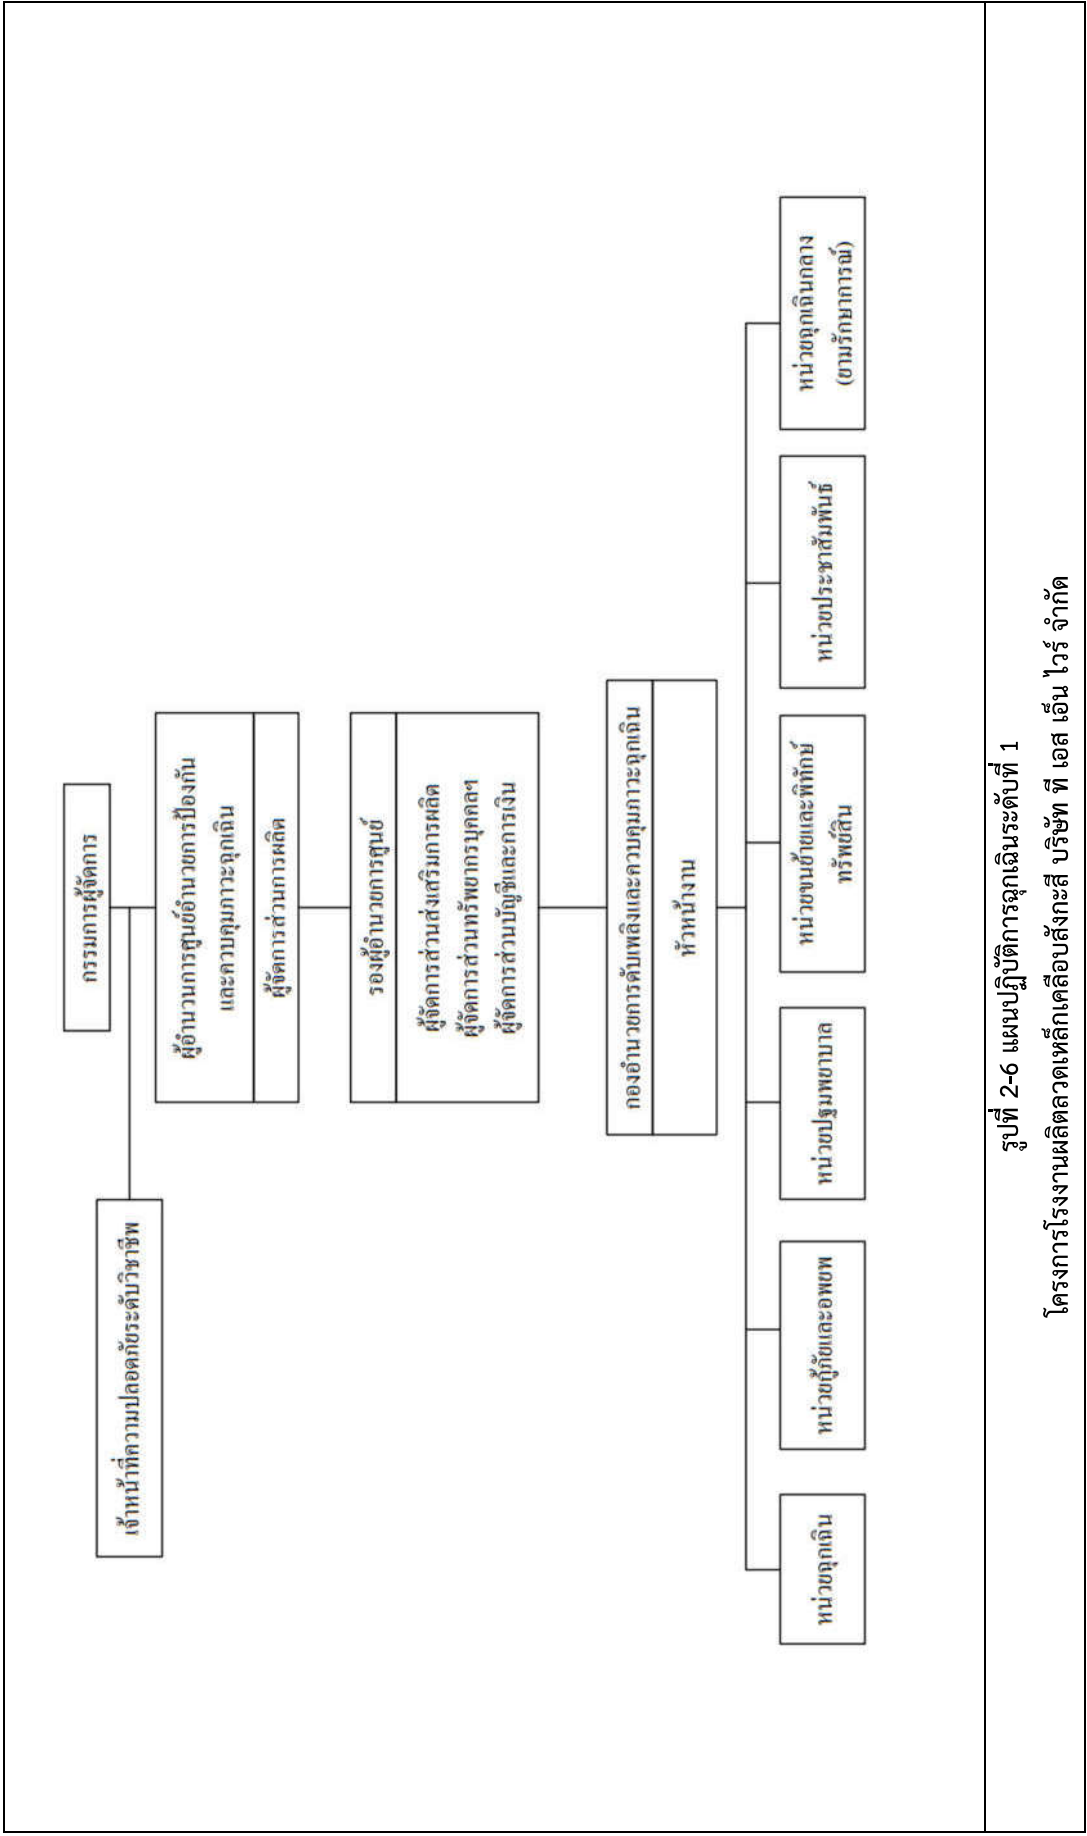 กรรมการผู้จัดการ
เจ้าหน้าที่ความปลอดภัยระดับวิชาชีพ
ผู้อำนวนการศูนย์อำนวยการป้องกัน
และควบคุมภาวะฉุกเฉิน
ผู้จัดการส่วนการผลิต
รองผู้อำนวยการศูนย์
ผู้จัดการส่วนส่งเสริมการผลิต
ผู้จัดการส่วนทรัพยากรบุคคลฯ
ผู้จัดการส่วนบัญชีและการเงิน
กองอำนวยการดับเพลิงและควบคุมภาวะฉุกเฉิน
หัวหน้างาน
หน่วยฉุกเฉิน
หน่วยกู้ภัยและอพยพ
หน่วยปฐมพยาบาล
หน่วยขนย้ายและพิทักษ์
ทรัพย์สิน
หน่วยประชาสัมพันธ์
หน่วยฉุกเฉินกลาง
(ยามรักษาการณ์)
รูปที่ 2-6 แผนปฏิบัติการฉุกเฉินระดับที่ 1
โครงการโรงงานผลิตลวดเหล็กเคลือบสังกะสี บริษัท ที เอส เอ็น ไวร์ จำกัด